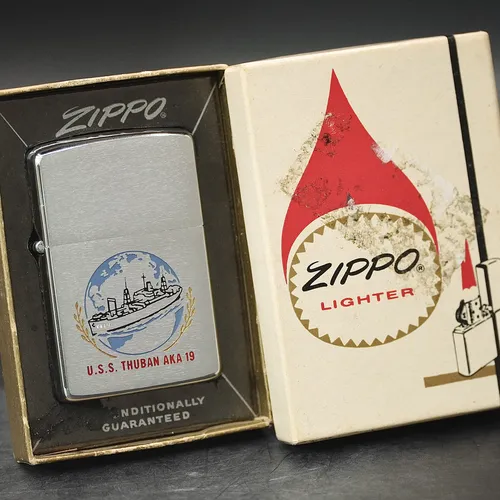 ZIPPO®
U.S.S. THUBAN AKA 19
NDITIONALLY
GUARANTEED
ZIPPO®
LIGHTER